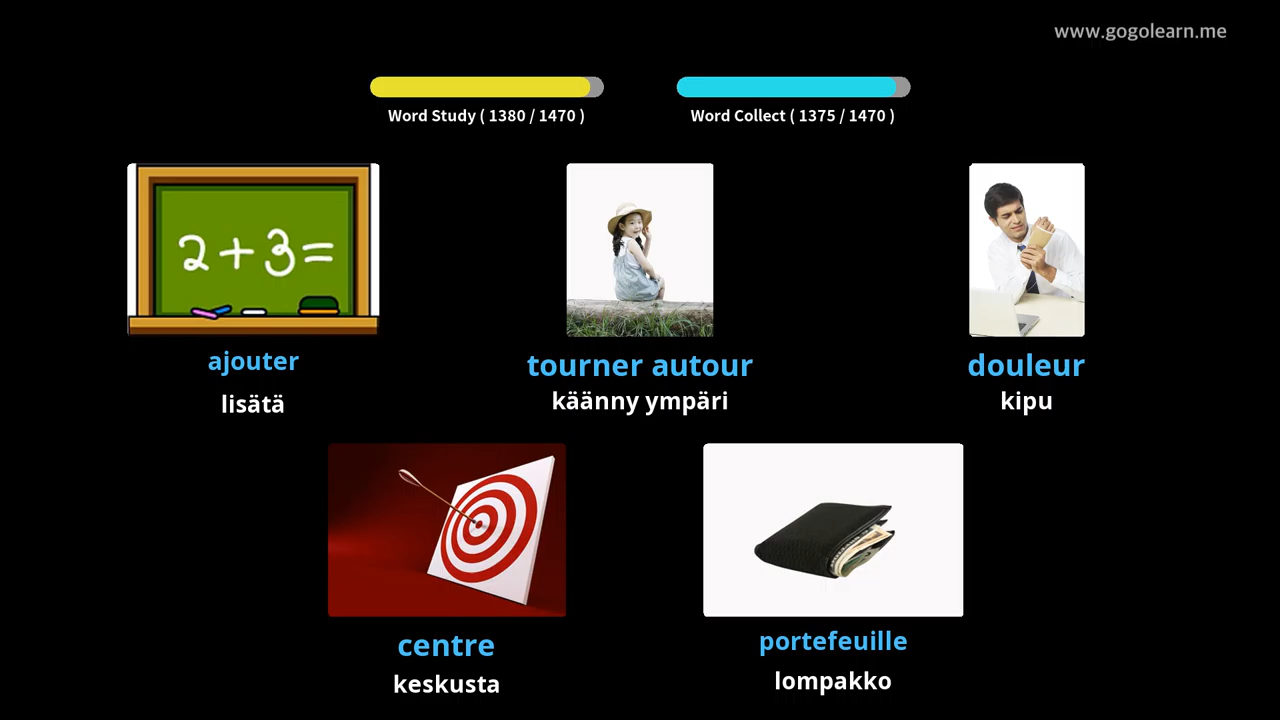 www.gogolearn.me
Word Study ( 1380 / 1470 )
Word Collect ( 1375 / 1470 )
2+3=
ajouter
lisätä
tourner autour
käänny ympäri
douleur
kipu
centre
keskusta
portefeuille
lompakko